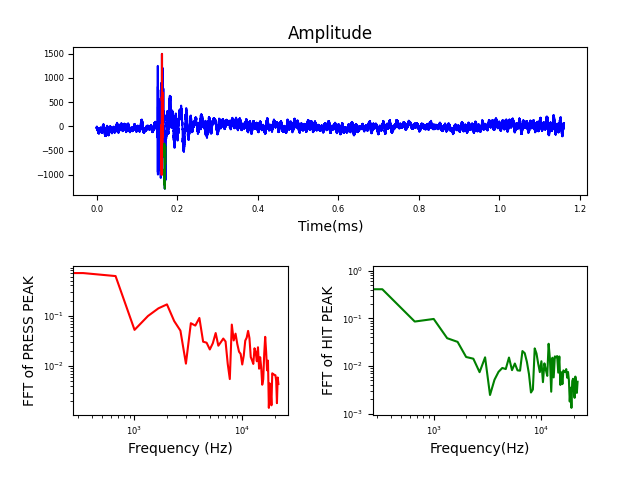 Amplitude
1500
1000
500
0
−500
−1000
0.0 0.2 0.4 0.6 0.8 1.0 1.2
Time(ms)
FFT of PRESS PEAK
10⁻¹
10⁻²
10³ 10⁴
Frequency (Hz)
FFT of HIT PEAK
10⁰
10⁻¹
10⁻²
10⁻³
10³ 10⁴
Frequency(Hz)